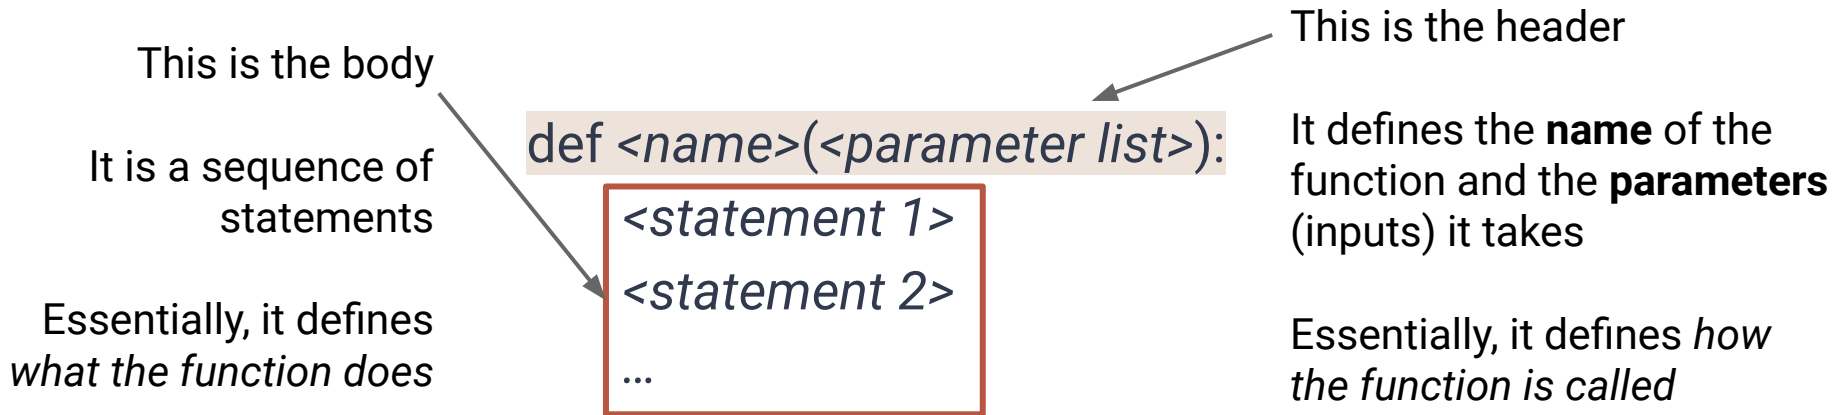 This is the body
It is a sequence of
statements
Essentially, it defines
what the function does
def <name>(<parameter list>):
<statement 1>
<statement 2>
...
This is the header
It defines the name of the
function and the parameters
(inputs) it takes
Essentially, it defines how
the function is called